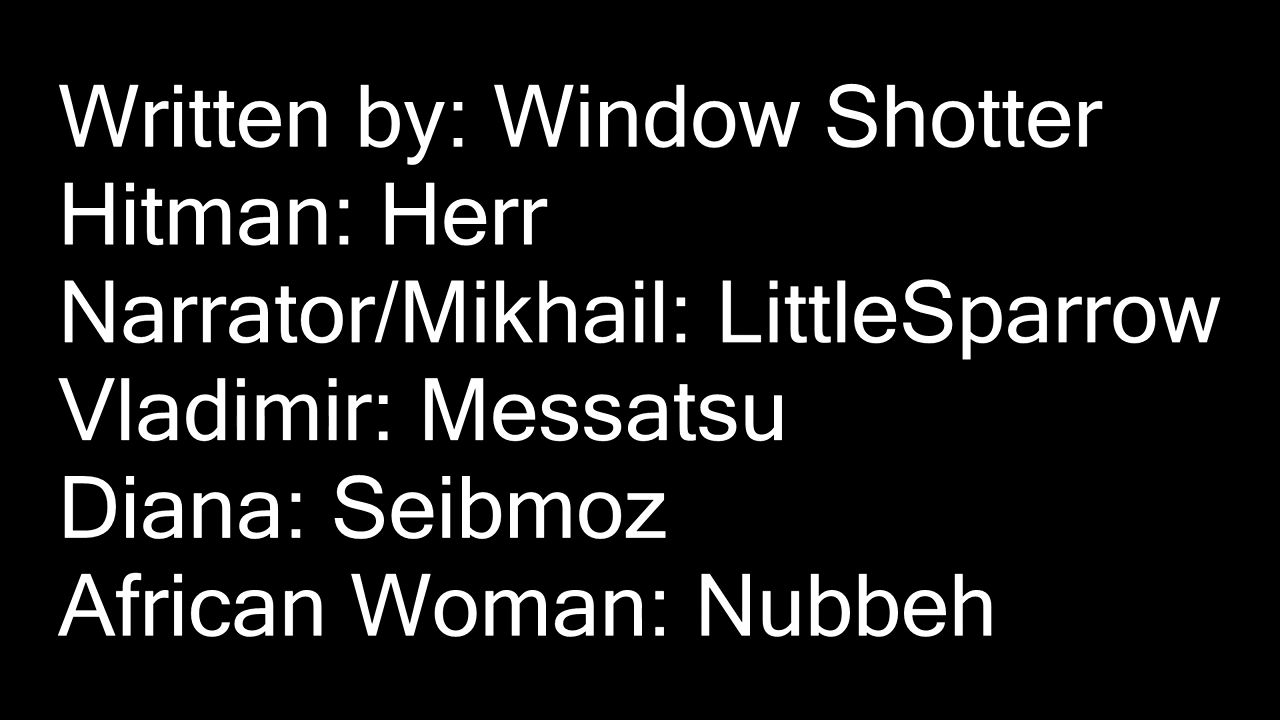 Written by: Window Shotter
Hitman: Herr
Narrator/Mikhail: LittleSparrow
Vladimir: Messatsu
Diana: Seibmoz
African Woman: Nubbeh